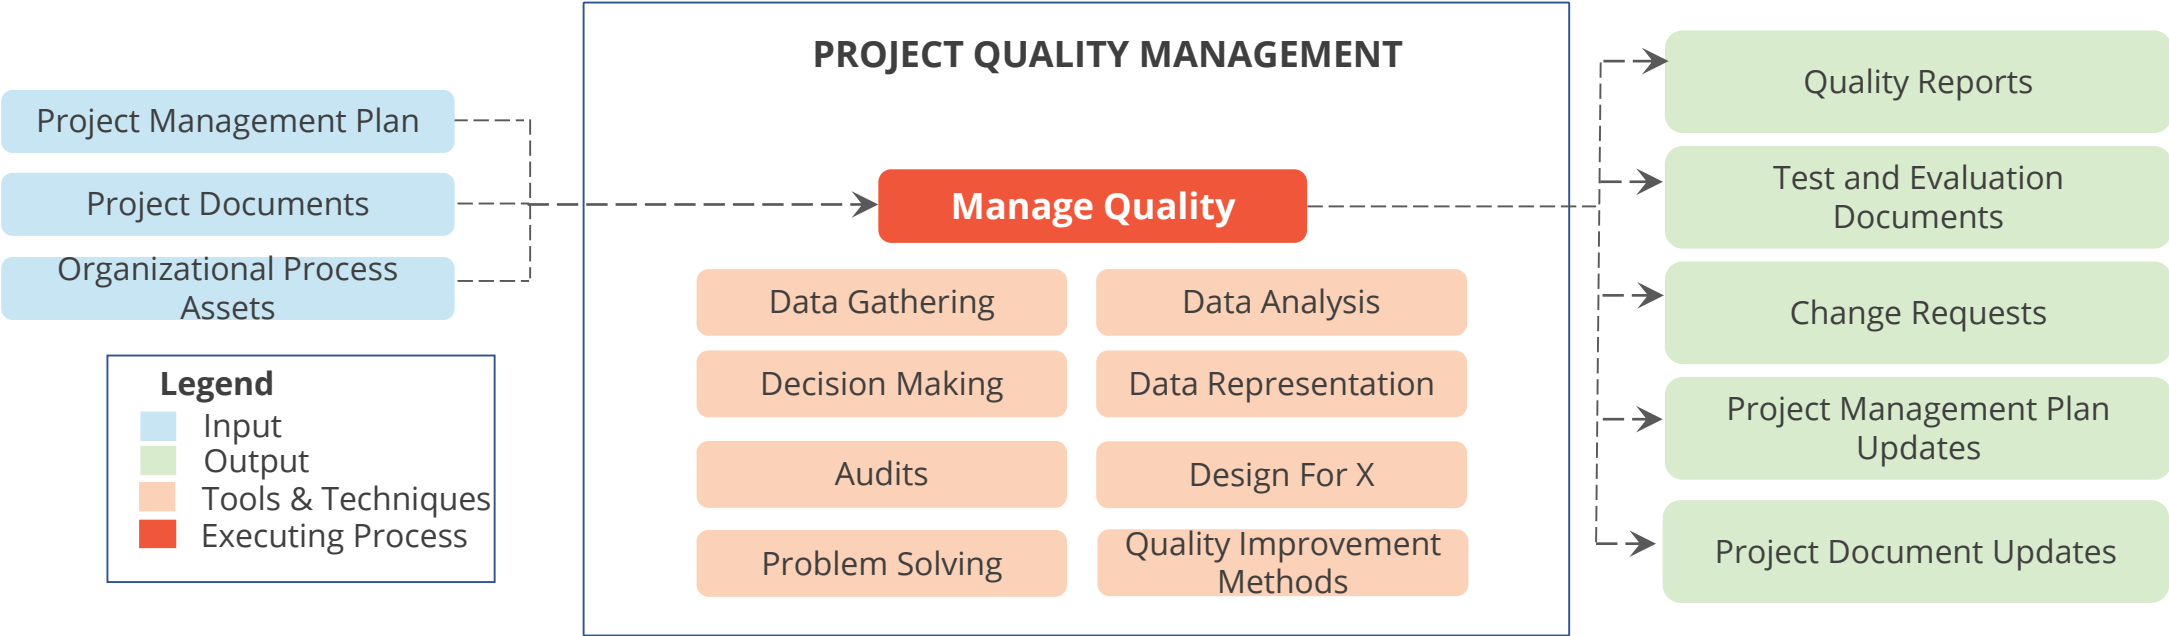 PROJECT QUALITY MANAGEMENT
Project Management Plan
Project Documents
Organizational Process
Assets
Legend
Input
Output
Tools & Techniques
Executing Process
Manage Quality
Data Gathering
Data Analysis
Decision Making
Data Representation
Audits
Design For X
Problem Solving
Quality Improvement
Methods
Quality Reports
Test and Evaluation
Documents
Change Requests
Project Management Plan
Updates
Project Document Updates